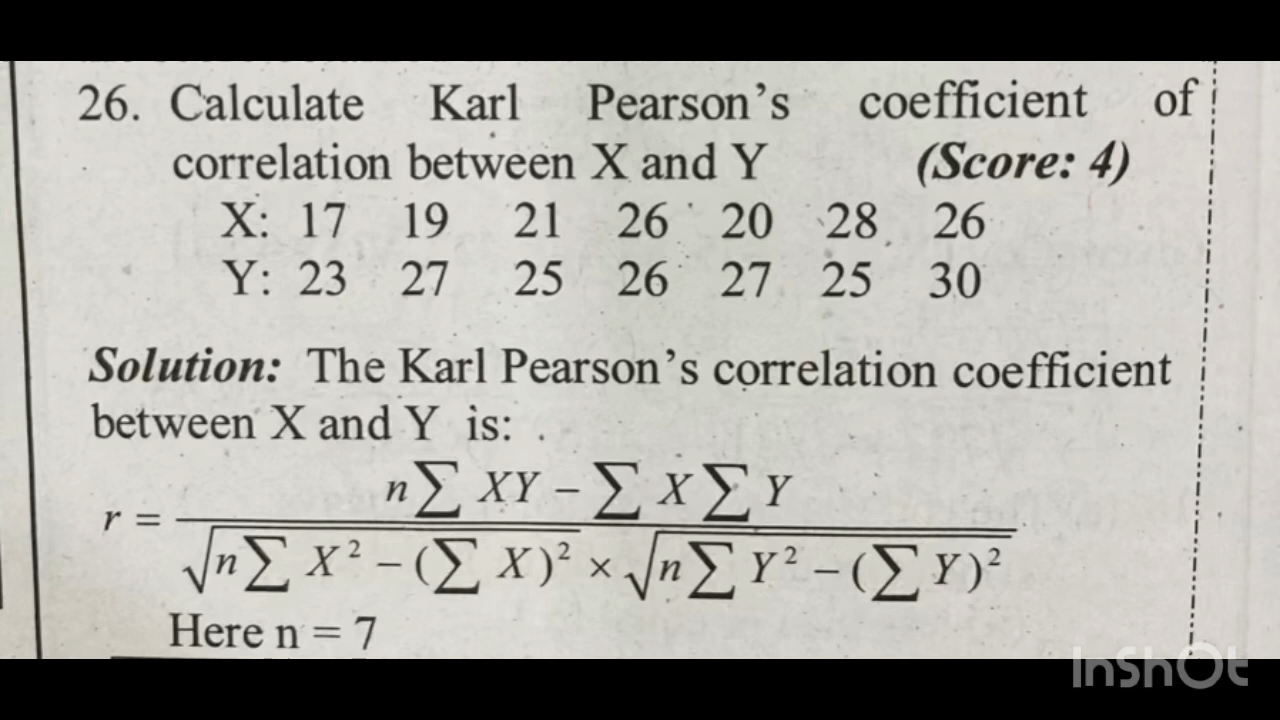 26. Calculate Karl Pearson's coefficient of
correlation between X and Y (Score: 4)
X: 17 19 21 26 20 28 26
Y: 23 27 25 26 27 25 30
Solution: The Karl Pearson's correlation coefficient
between X and Y is:
r = n∑ XY – ∑ X ∑ Y / √n∑ X² – (∑ X)² × √n∑ Y² – (∑ Y)²
Here n = 7
InShOt